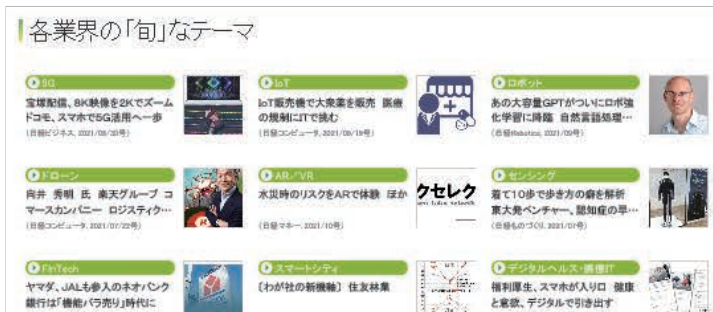 各業界の「旬」なテーマ
5G
宝塚配信、8K映像を2Kでズーム
ドコモ、スマホで5G活用へ一歩
(日経ビジネス, 2021/08/30号)
IoT
IoT販売機で大衆薬を販売 医療
の規制にITで挑む
(日経コンピュータ, 2021/08/19号)
ロボット
あの大容量GPTがついにロボ強
化学習に降臨 自然言語処理…
(日経Robotics, 2021/09号)
ドローン
向井 秀明 氏 楽天グループ コ
マースカンパニー ロジスティク…
(日経コンピュータ, 2021/07/22号)
AR/VR
水災時のリスクをARで体験 ほか
(日経マネー, 2021/10号)
クセレク
センシング
着て10歩で歩き方の癖を解析
東大発ベンチャー、認知症の早…
(日経ものづくり, 2021/07号)
FinTech
ヤマダ、JALも参入のネオバンク
銀行は「機能バラ売り」時代に
スマートシティ
〔わが社の新機軸〕住友林業
デジタルヘルス・医療IT
福利厚生、スマホが入り口 健康
と意欲、デジタルで引き出す